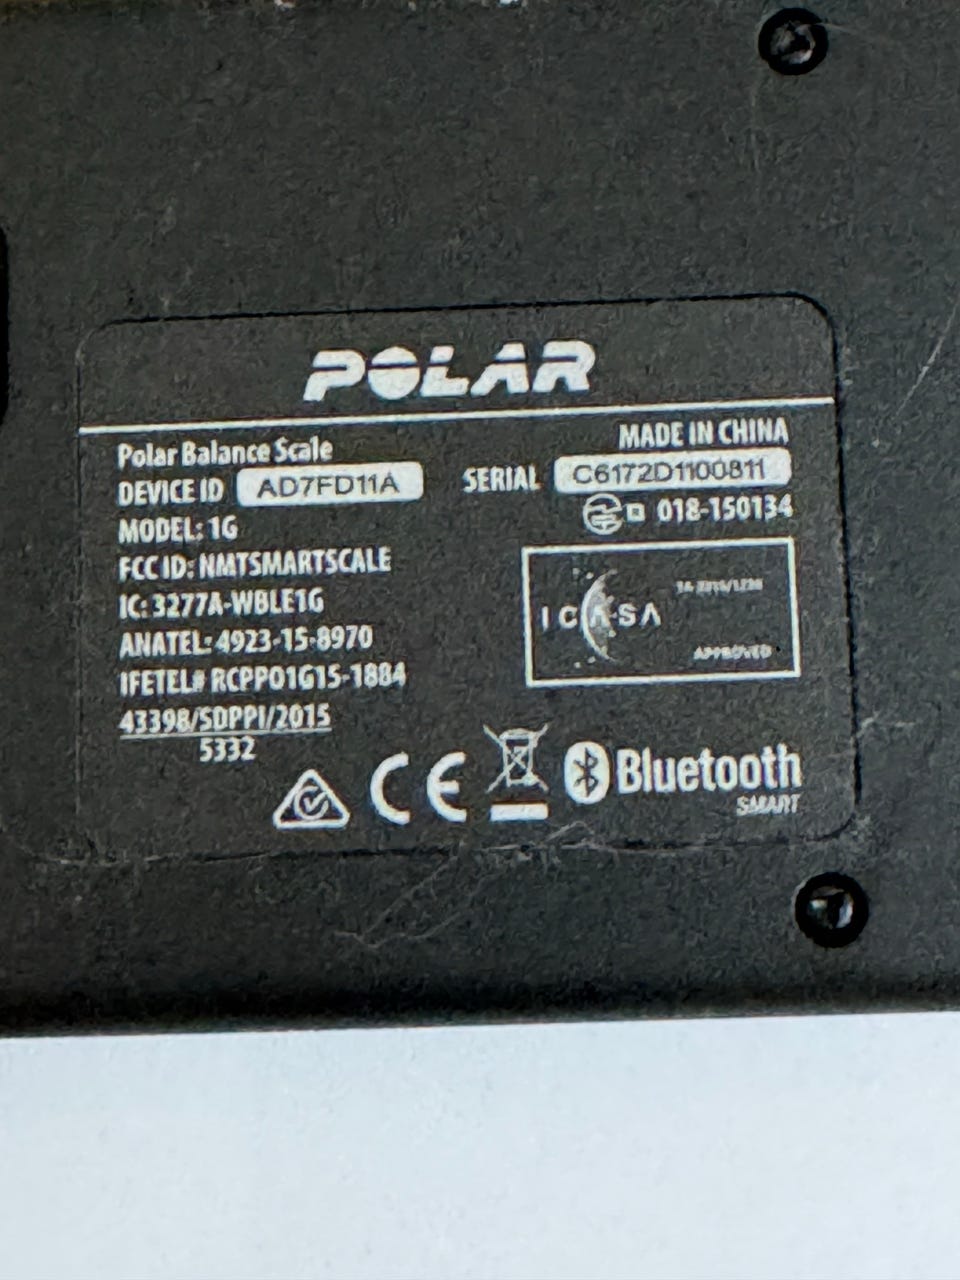 POLAR
Polar Balance Scale
MADE IN CHINA
DEVICE ID AD7FD11A
SERIAL C6172D1100811
MODEL: 1G
018-150134
FCC ID: NMTSMARTSCALE
IC: 3277A-WBLE1G
ICASA
APPROVED
ANATEL: 4923-15-8970
IFETEL# RCPPO1G15-1884
43398/SDPPI/2015
5332
CE
Bluetooth
SMART